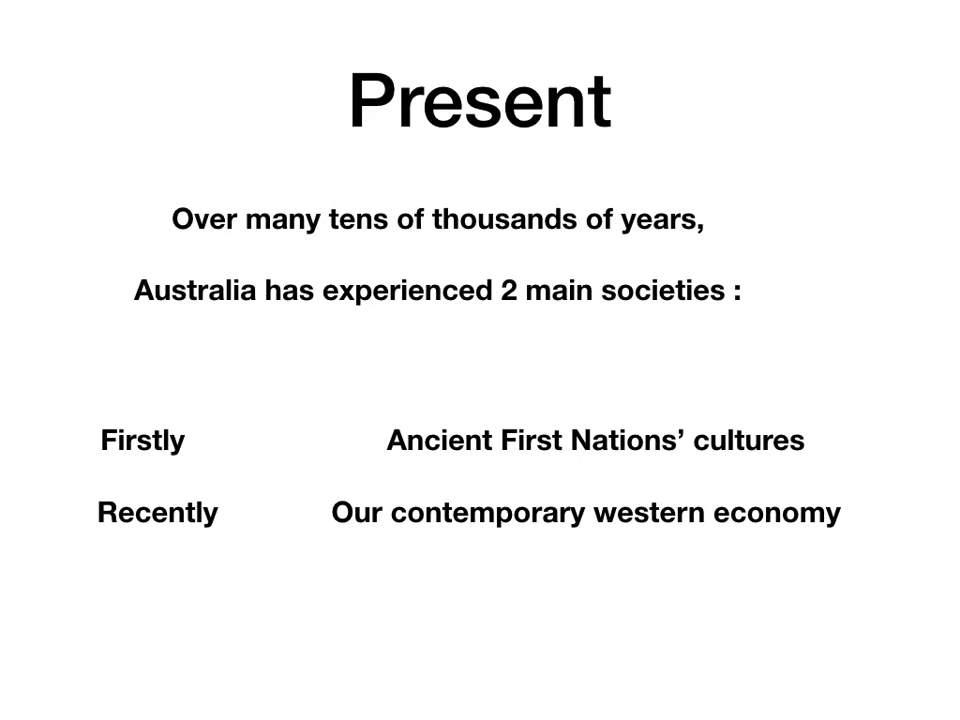 Present
Over many tens of thousands of years,
Australia has experienced 2 main societies :
Firstly Ancient First Nations’ cultures
Recently Our contemporary western economy